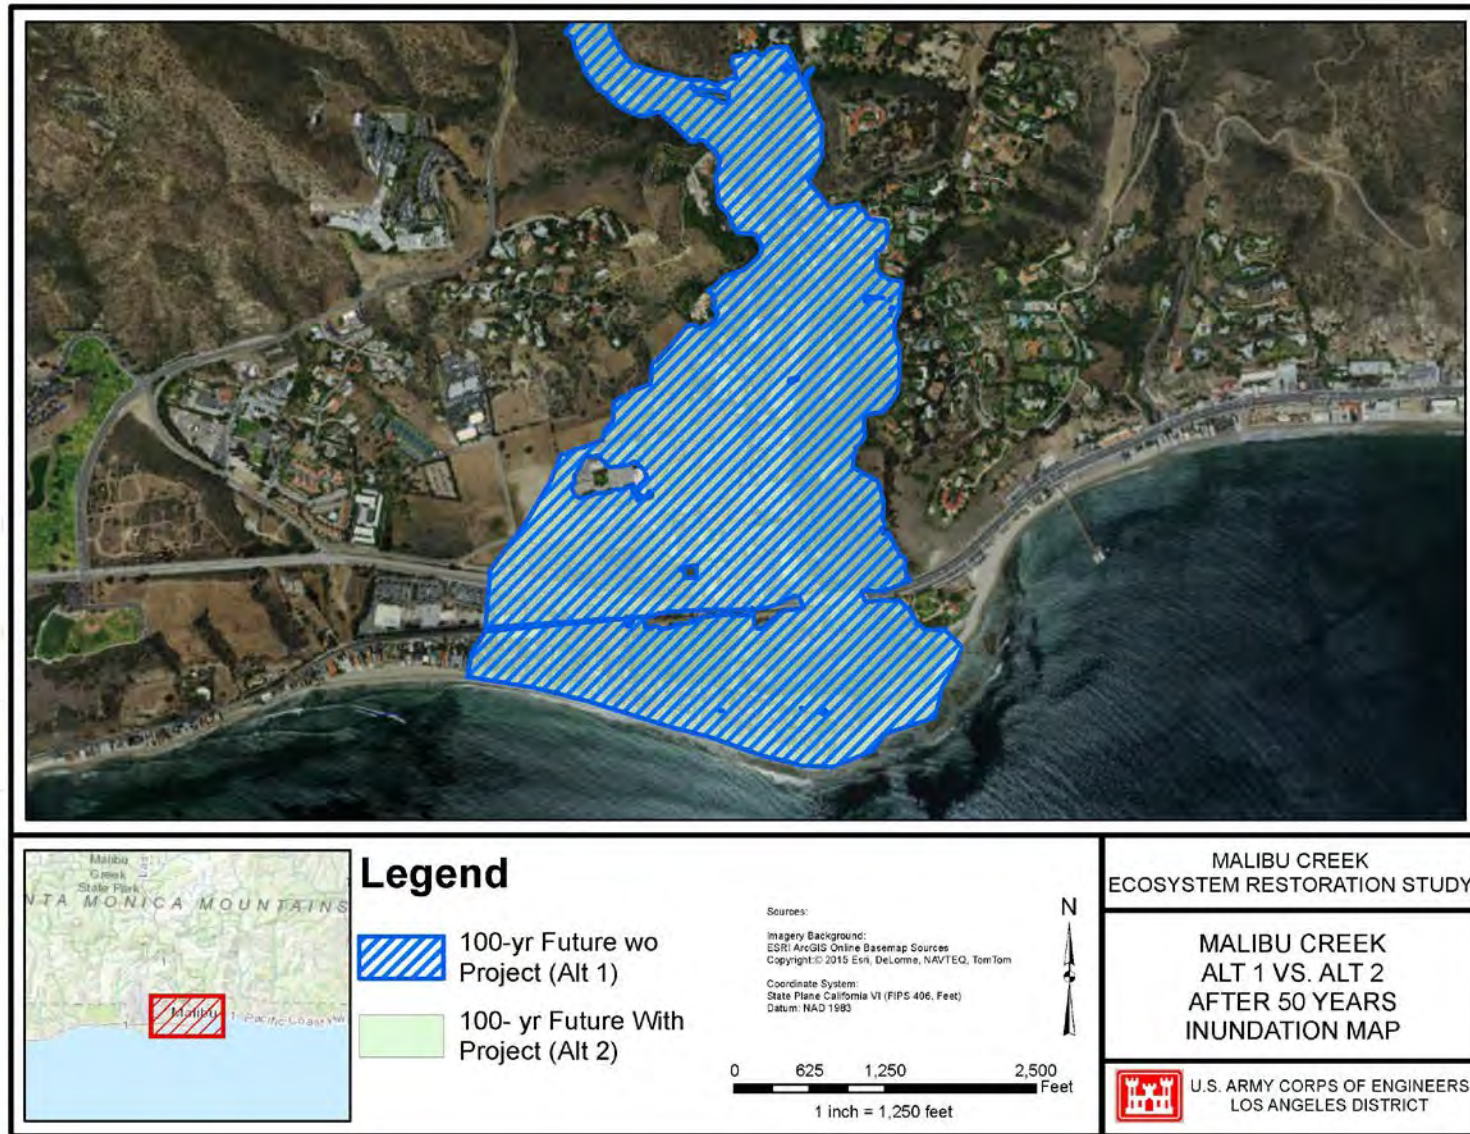 Malibu
Creek
State Park
NTA MONICA MOUNTAINS
Malibu
1
1
Pacific Coast
Legend
100-yr Future wo
Project (Alt 1)
100- yr Future With
Project (Alt 2)
Sources:
Imagery Background:
ESRI ArcGIS Online Basemap Sources
Copyright:© 2015 Esri, DeLorme, NAVTEQ, TomTom
Coordinate System:
State Plane California VI (FIPS 406, Feet)
Datum: NAD 1983
N
0 625 1,250 2,500
Feet
1 inch = 1,250 feet
MALIBU CREEK
ECOSYSTEM RESTORATION STUDY
MALIBU CREEK
ALT 1 VS. ALT 2
AFTER 50 YEARS
INUNDATION MAP
U.S. ARMY CORPS OF ENGINEERS
LOS ANGELES DISTRICT